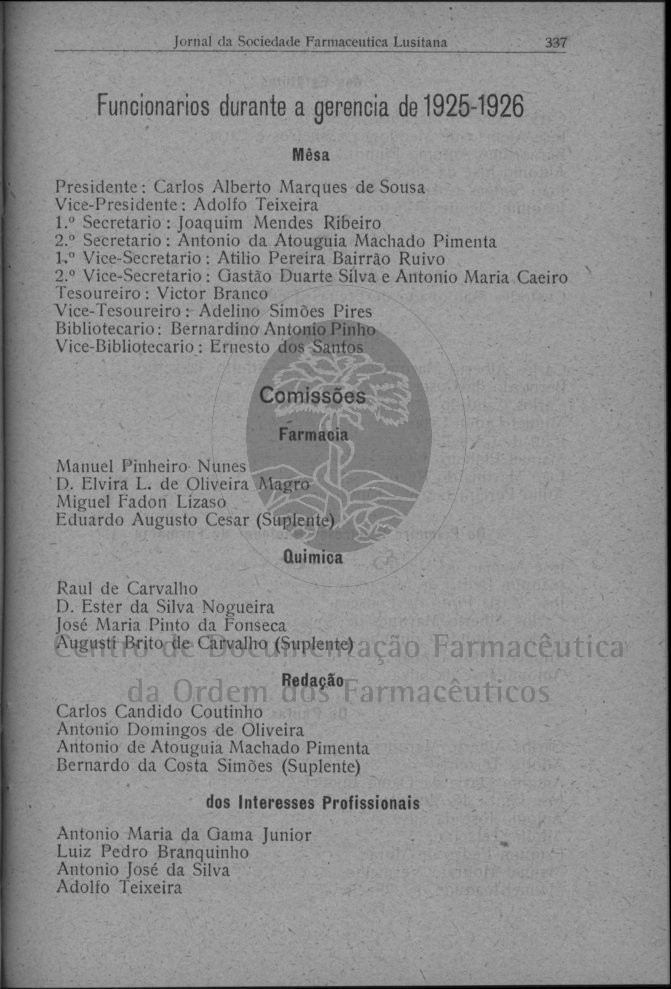 Jornal da Sociedade Farmaceutica Lusitana 337
Funcionarios durante a gerencia de 1925-1926
Mêsa
Presidente : Carlos Alberto Marques de Sousa
Vice-Presidente : Adolfo Teixeira
1.º Secretario : Joaquim Mendes Ribeiro
2.º Secretario : Antonio da Atouguia Machado Pimenta
1.º Vice-Secretario : Atilio Pereira Bairrão Ruivo
2.º Vice-Secretario : Gastão Duarte Silva e Antonio Maria Caeiro
Tesoureiro : Victor Branco
Vice-Tesoureiro : Adelino Simões Pires
Bibliotecario : Bernardino Antonio Pinho
Vice-Bibliotecario : Ernesto dos Santos
Comissões
Farmacia
Manuel Pinheiro Nunes
D. Elvira L. de Oliveira Magro
Miguel Fadon Lizaso
Eduardo Augusto Cesar (Suplente)
Quimica
Raul de Carvalho
D. Ester da Silva Nogueira
José Maria Pinto da Fonseca
Augusti Brito de Carvalho (Suplente)
Centro de Documentação Farmacêutica
da Ordem dos Farmacêuticos
Redação
Carlos Candido Coutinho
Antonio Domingos de Oliveira
Antonio de Atouguia Machado Pimenta
Bernardo da Costa Simões (Suplente)
dos Interesses Profissionais
Antonio Maria da Gama Junior
Luiz Pedro Branquinho
Antonio José da Silva
Adolfo Teixeira